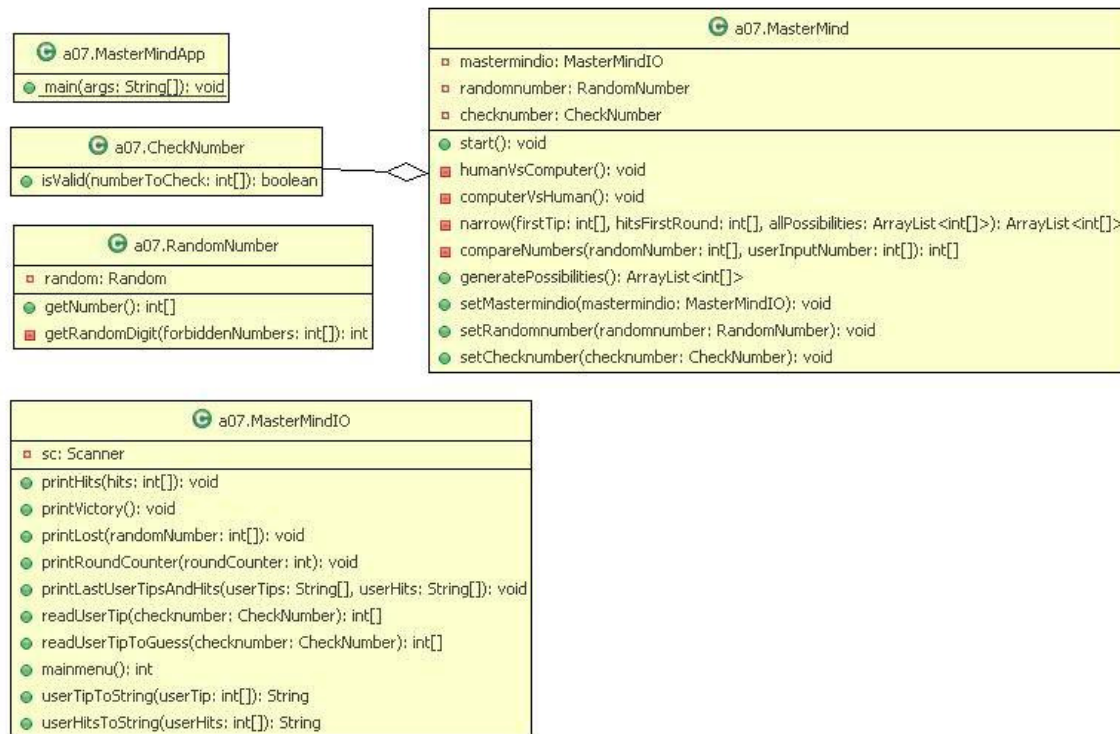 a07.MasterMindApp
main(args: String[]): void
a07.CheckNumber
isValid(numberToCheck: int[]): boolean
a07.RandomNumber
random: Random
getNumber(): int[]
getRandomDigit(forbiddenNumbers: int[]): int
a07.MasterMind
mastermindio: MasterMindIO
randomnumber: RandomNumber
checknumber: CheckNumber
start(): void
humanVsComputer(): void
computerVsHuman(): void
narrow(firstTip: int[], hitsFirstRound: int[], allPossibilities: ArrayList<int[]>): ArrayList<int[]>
compareNumbers(randomNumber: int[], userInputNumber: int[]): int[]
generatePossibilities(): ArrayList<int[]>
setMastermindio(mastermindio: MasterMindIO): void
setRandomnumber(randomnumber: RandomNumber): void
setChecknumber(checknumber: CheckNumber): void
a07.MasterMindIO
sc: Scanner
printHits(hits: int[]): void
printVictory(): void
printLost(randomNumber: int[]): void
printRoundCounter(roundCounter: int): void
printLastUserTipsAndHits(userTips: String[], userHits: String[]): void
readUserTip(checknumber: CheckNumber): int[]
readUserTipToGuess(checknumber: CheckNumber): int[]
mainmenu(): int
userTipToString(userTip: int[]): String
userHitsToString(userHits: int[]): String